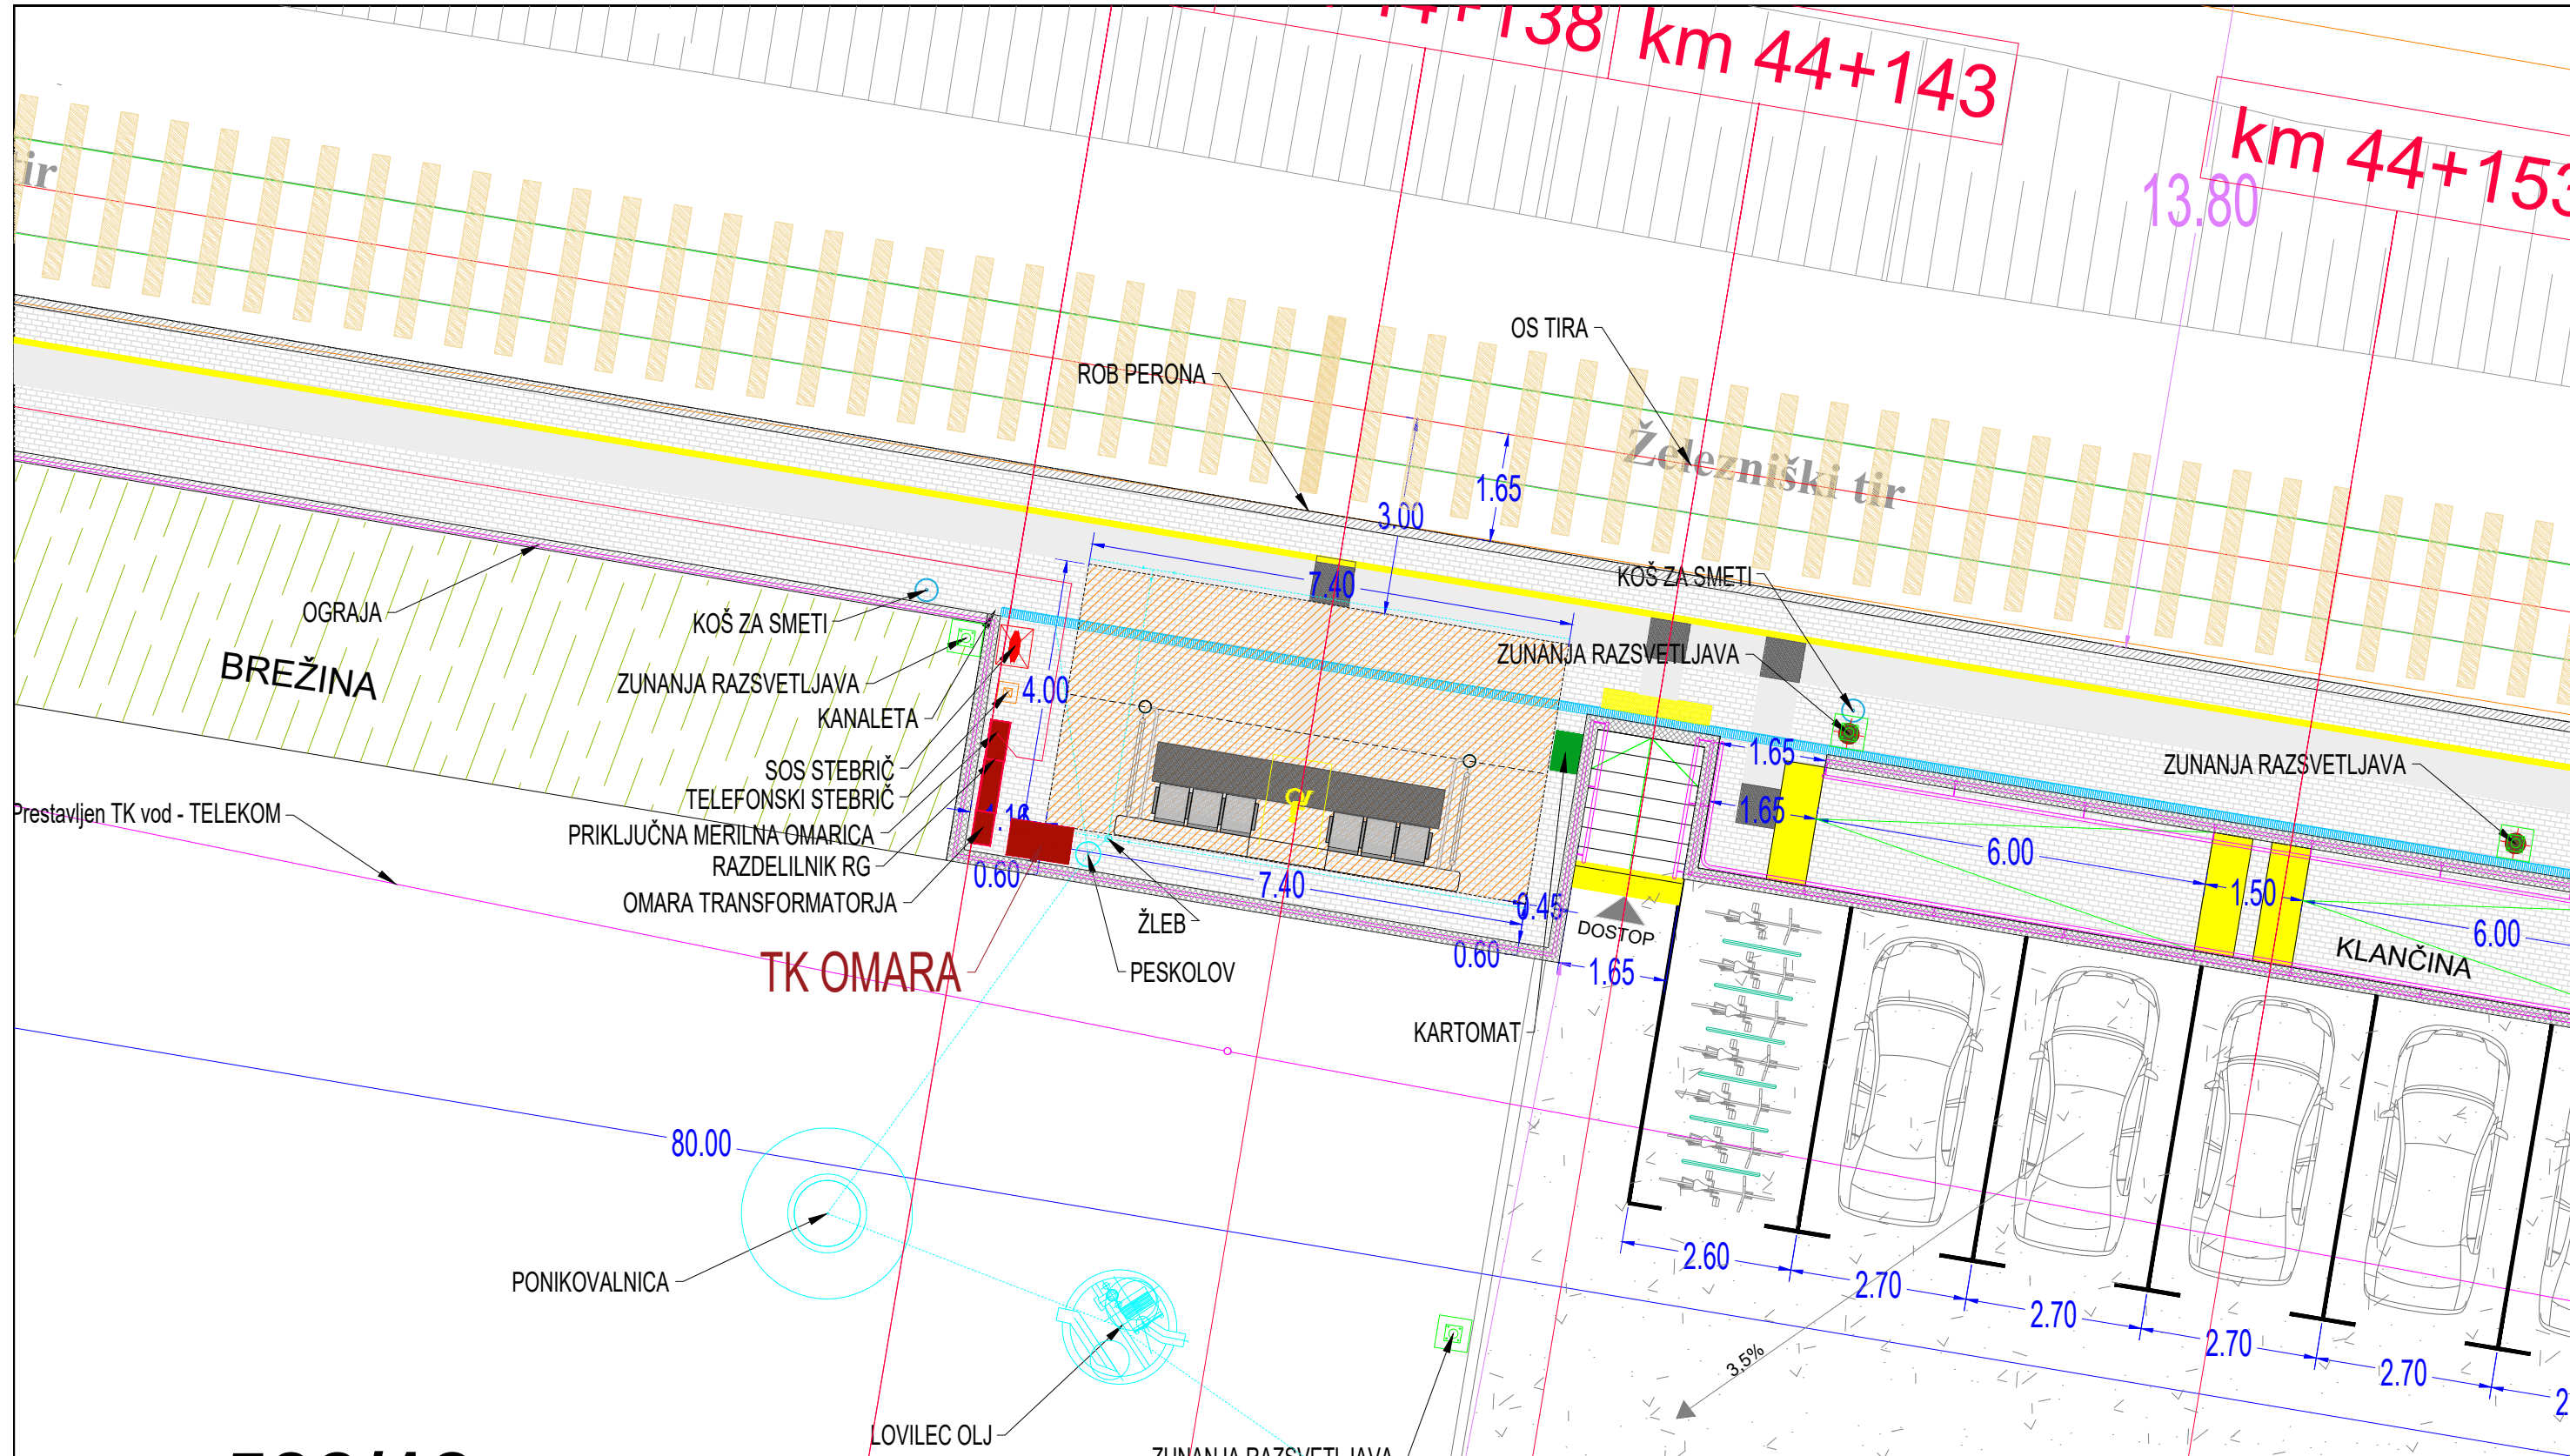 44+138
km 44+143
km 44+153
13.80
tir
OS TIRA
ROB PERONA
Železniški tir
1.65
3.00
7.40
KOŠ ZA SMETI
OGRAJA
KOŠ ZA SMETI
BREŽINA
ZUNANJA RAZSVETLJAVA
ZUNANJA RAZSVETLJAVA
4.00
KANALETA
1.65
SOS STEBRIČ
ZUNANJA RAZSVETLJAVA
TELEFONSKI STEBRIČ
Prestavljen TK vod - TELEKOM
1.65
PRIKLJUČNA MERILNA OMARICA
6.00
RAZDELILNIK RG
0.60
7.40
1.50
OMARA TRANSFORMATORJA
0.45
ŽLEB
DOSTOP
6.00
0.60
KLANČINA
TK OMARA
PESKOLOV
1.65
KARTOMAT
80.00
2.60
PONIKOVALNICA
2.70
2.70
2.70
3,5%
2.70
LOVILEC OLJ
ZUNANJA RAZSVETLJAVA